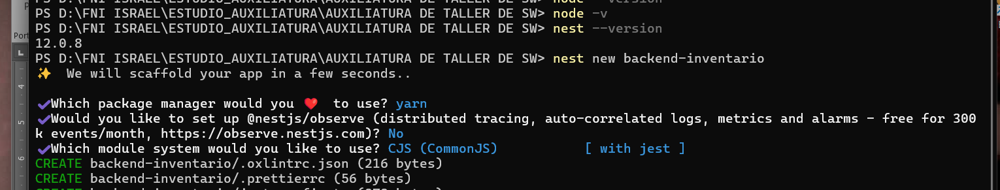 PS D:\FNI ISRAEL\ESTUDIO_AUXILIATURA\AUXILIATURA DE TALLER DE SW> node --version
PS D:\FNI ISRAEL\ESTUDIO_AUXILIATURA\AUXILIATURA DE TALLER DE SW> node -v
PS D:\FNI ISRAEL\ESTUDIO_AUXILIATURA\AUXILIATURA DE TALLER DE SW> nest --version
Port
12.0.8
PS D:\FNI ISRAEL\ESTUDIO_AUXILIATURA\AUXILIATURA DE TALLER DE SW> nest new backend-inventario
✨ We will scaffold your app in a few seconds..
✔Which package manager would you ❤️ to use? yarn
✔Would you like to set up @nestjs/observe (distributed tracing, auto-correlated logs, metrics and alarms - free for 300
k events/month, https://observe.nestjs.com)? No
✔Which module system would you like to use? CJS (CommonJS) [ with jest ]
CREATE backend-inventario/.oxlintrc.json (216 bytes)
CREATE backend-inventario/.prettierrc (56 bytes)
4
5
6